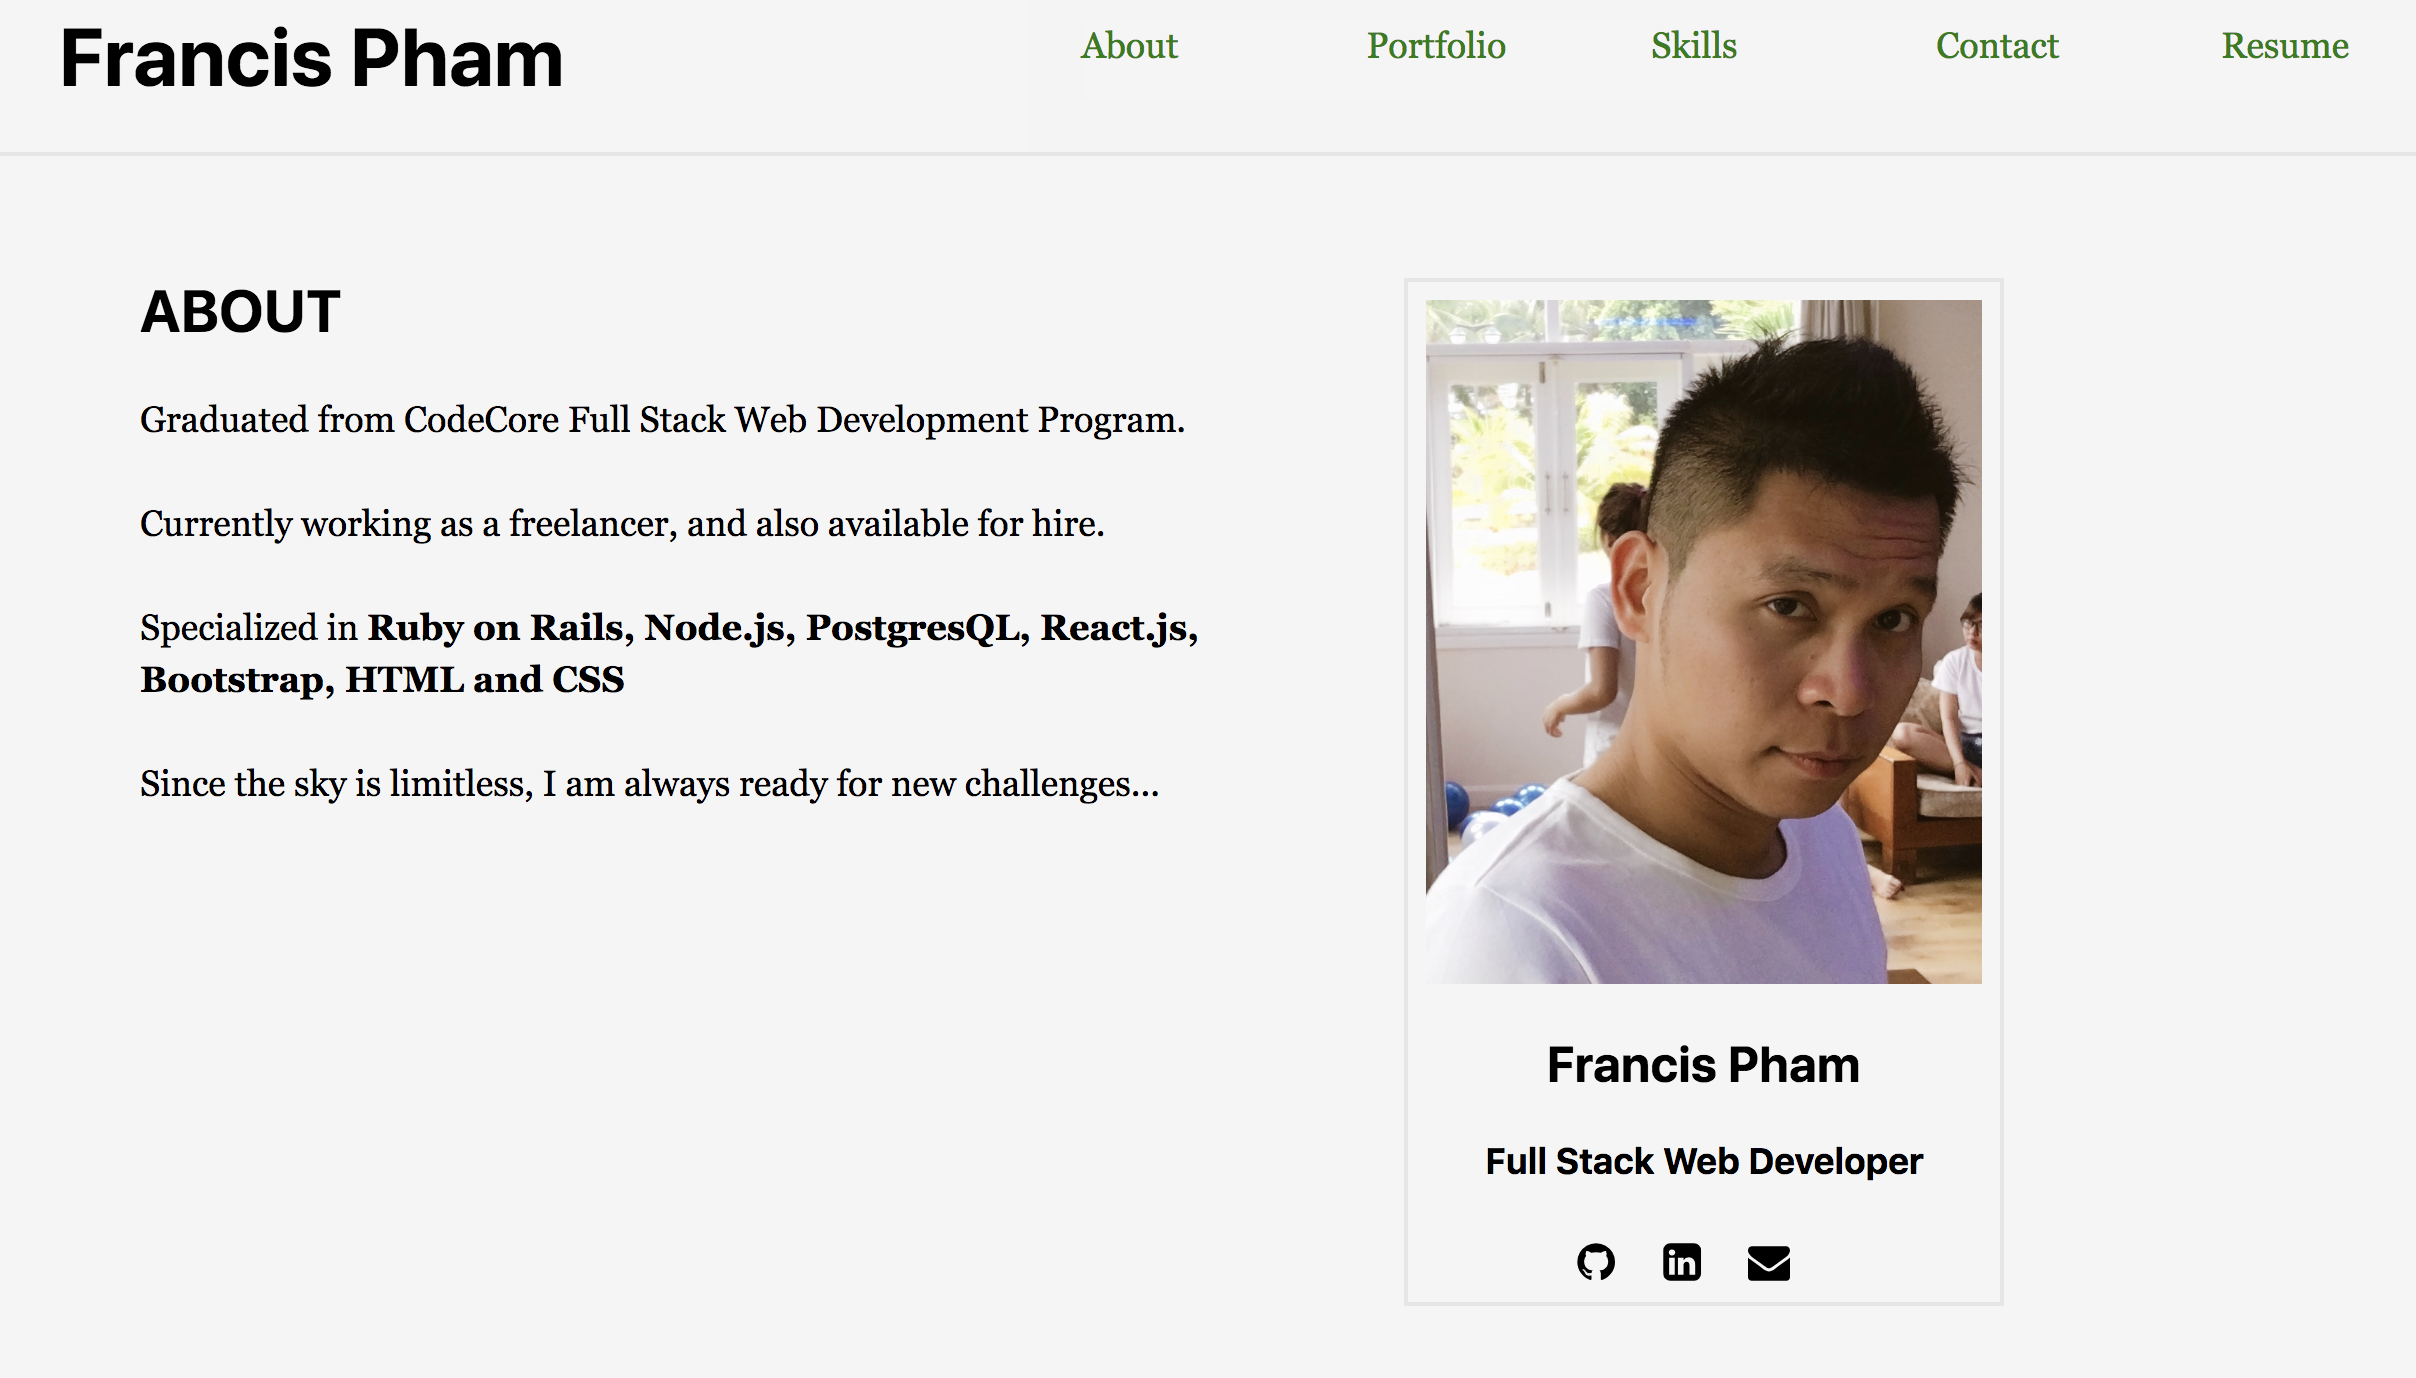 Francis Pham
About Portfolio Skills Contact Resume
ABOUT
Graduated from CodeCore Full Stack Web Development Program.
Currently working as a freelancer, and also available for hire.
Specialized in Ruby on Rails, Node.js, PostgresQL, React.js,
Bootstrap, HTML and CSS
Since the sky is limitless, I am always ready for new challenges...
Francis Pham
Full Stack Web Developer
in